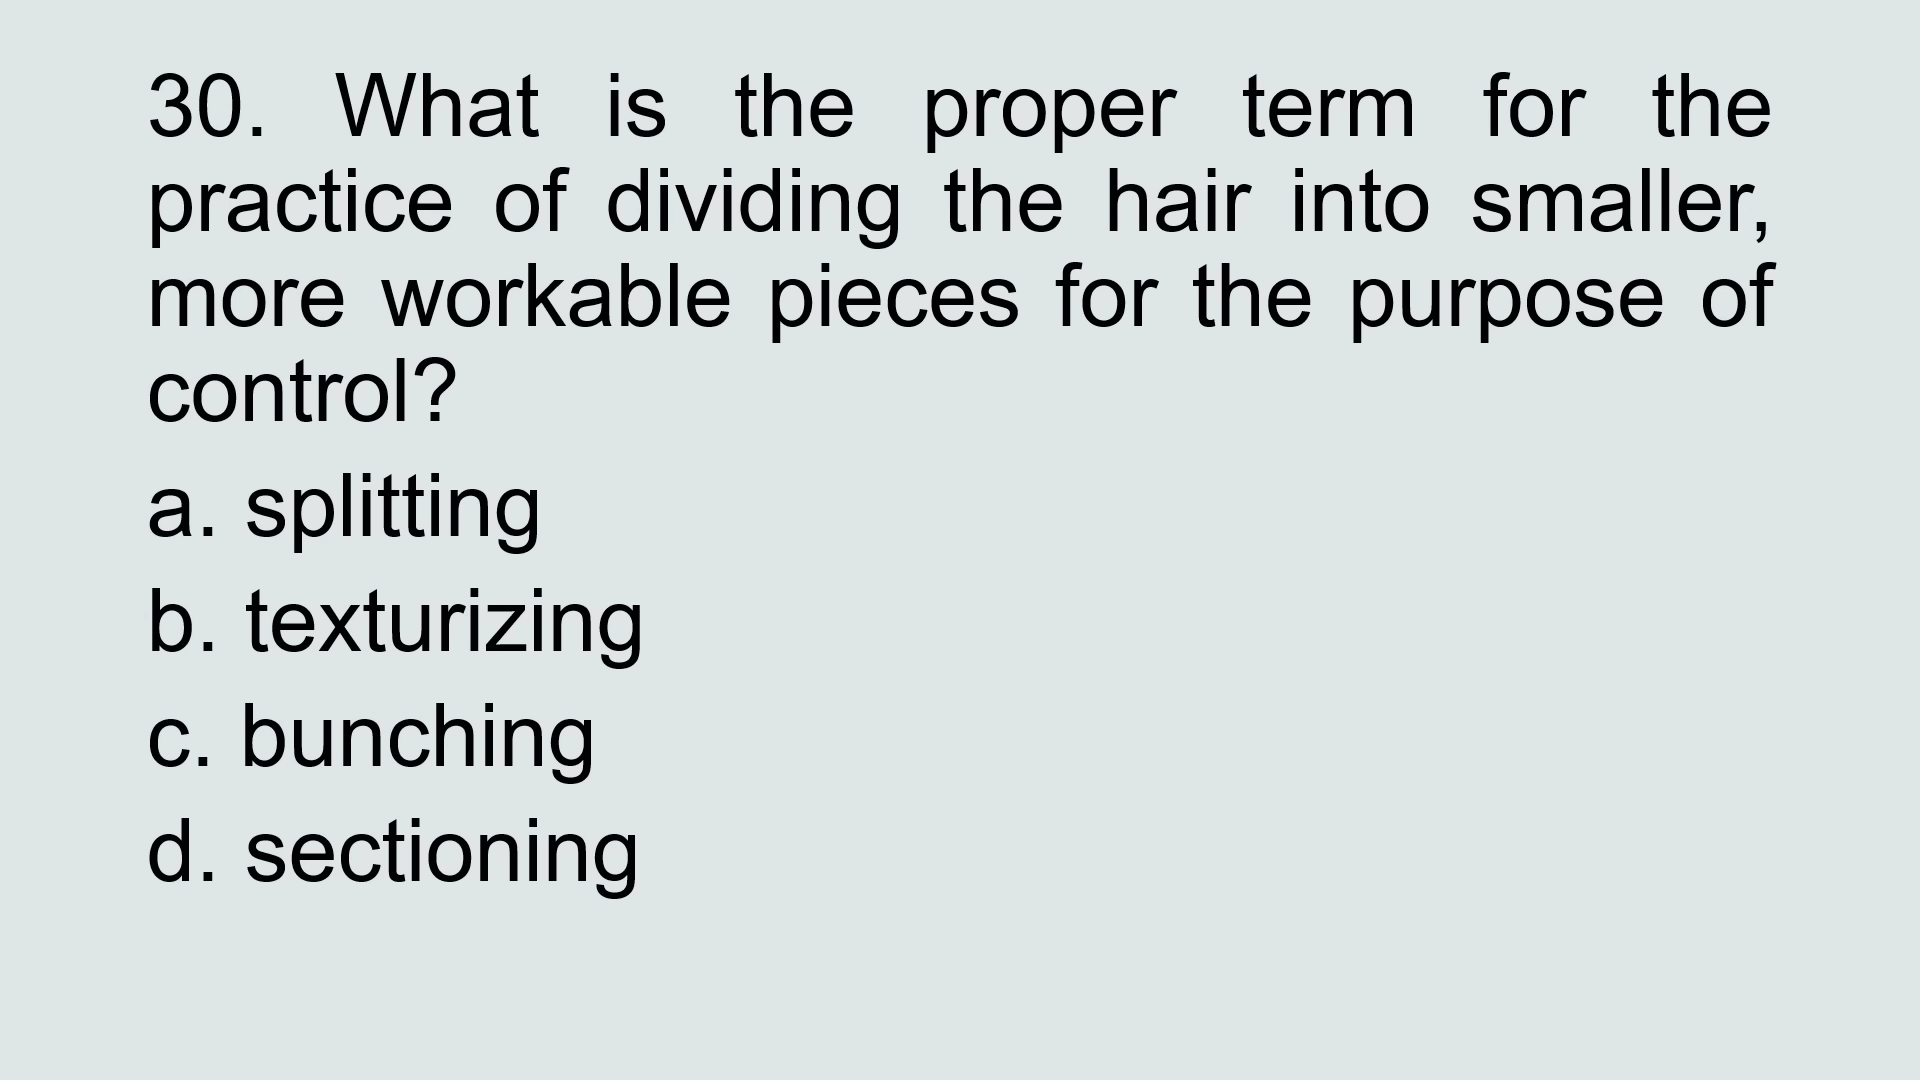 30. What is the proper term for the
practice of dividing the hair into smaller,
more workable pieces for the purpose of
control?
a. splitting
b. texturizing
c. bunching
d. sectioning